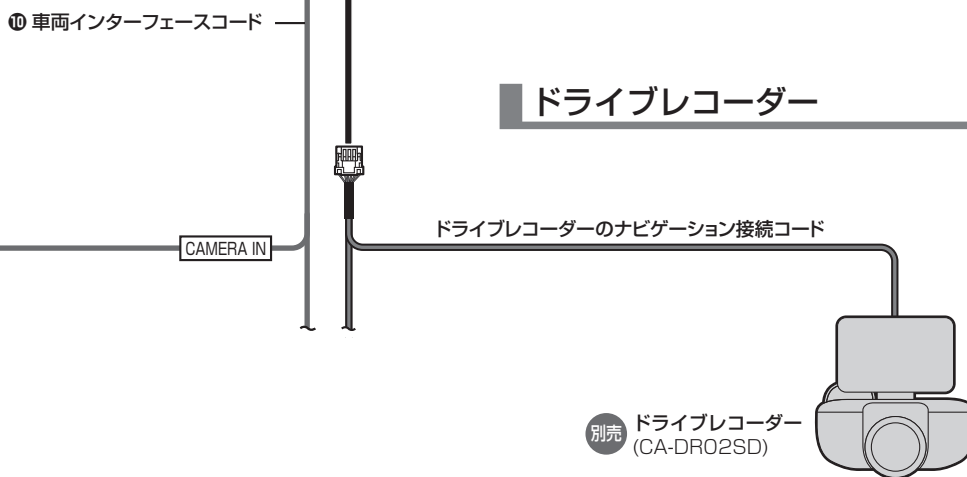 ❿ 車両インターフェースコード
ドライブレコーダー
ドライブレコーダーのナビゲーション接続コード
CAMERA IN
別売 ドライブレコーダー
(CA-DR02SD)